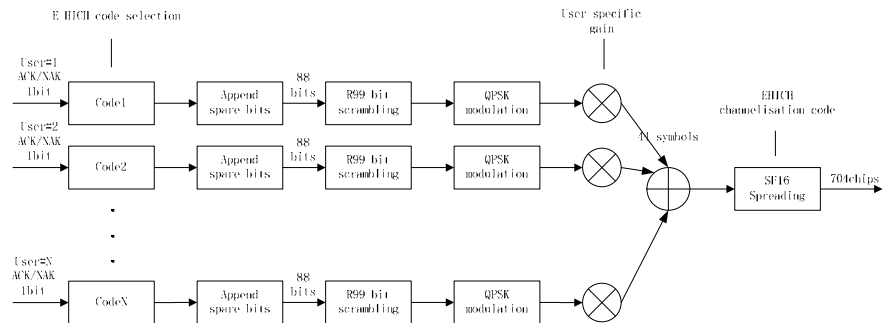 E HICH code selection
User specific
gain
User#1
ACK/NAK
1bit
Code1
Append
spare bits
88
bits
R99 bit
scrambling
QPSK
modulation
EHICH
channelisation code
44 symbols
User#2
ACK/NAK
1bit
Code2
Append
spare bits
88
bits
R99 bit
scrambling
QPSK
modulation
SF16
Spreading
704chips
User#N
ACK/NAK
1bit
CodeN
Append
spare bits
88
bits
R99 bit
scrambling
QPSK
modulation